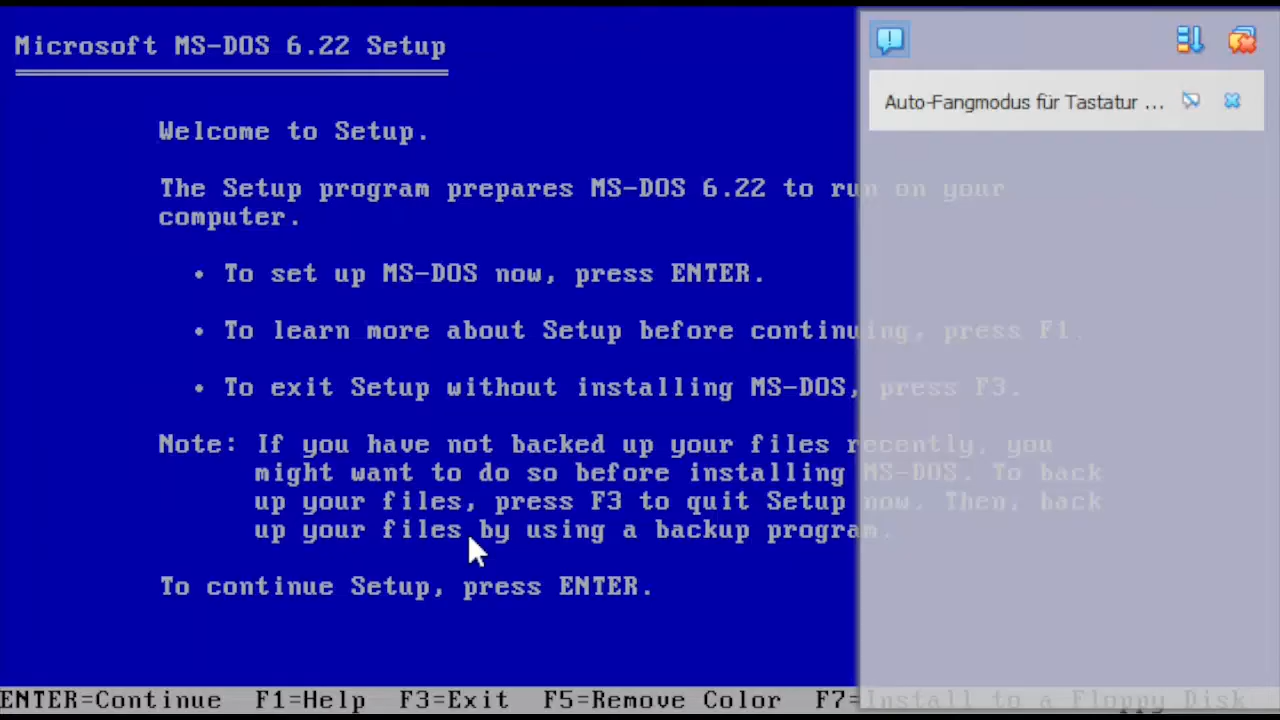 Microsoft MS-DOS 6.22 Setup
Auto-Fangmodus für Tastatur ...
Welcome to Setup.
The Setup program prepares MS-DOS 6.22 to run on your
computer.
• To set up MS-DOS now, press ENTER.
• To learn more about Setup before continuing, press F1.
• To exit Setup without installing MS-DOS, press F3.
Note: If you have not backed up your files recently, you
might want to do so before installing MS-DOS. To back
up your files, press F3 to quit Setup now. Then, back
up your files by using a backup program.
To continue Setup, press ENTER.
ENTER=Continue F1=Help F3=Exit F5=Remove Color F7=Install to a Floppy Disk